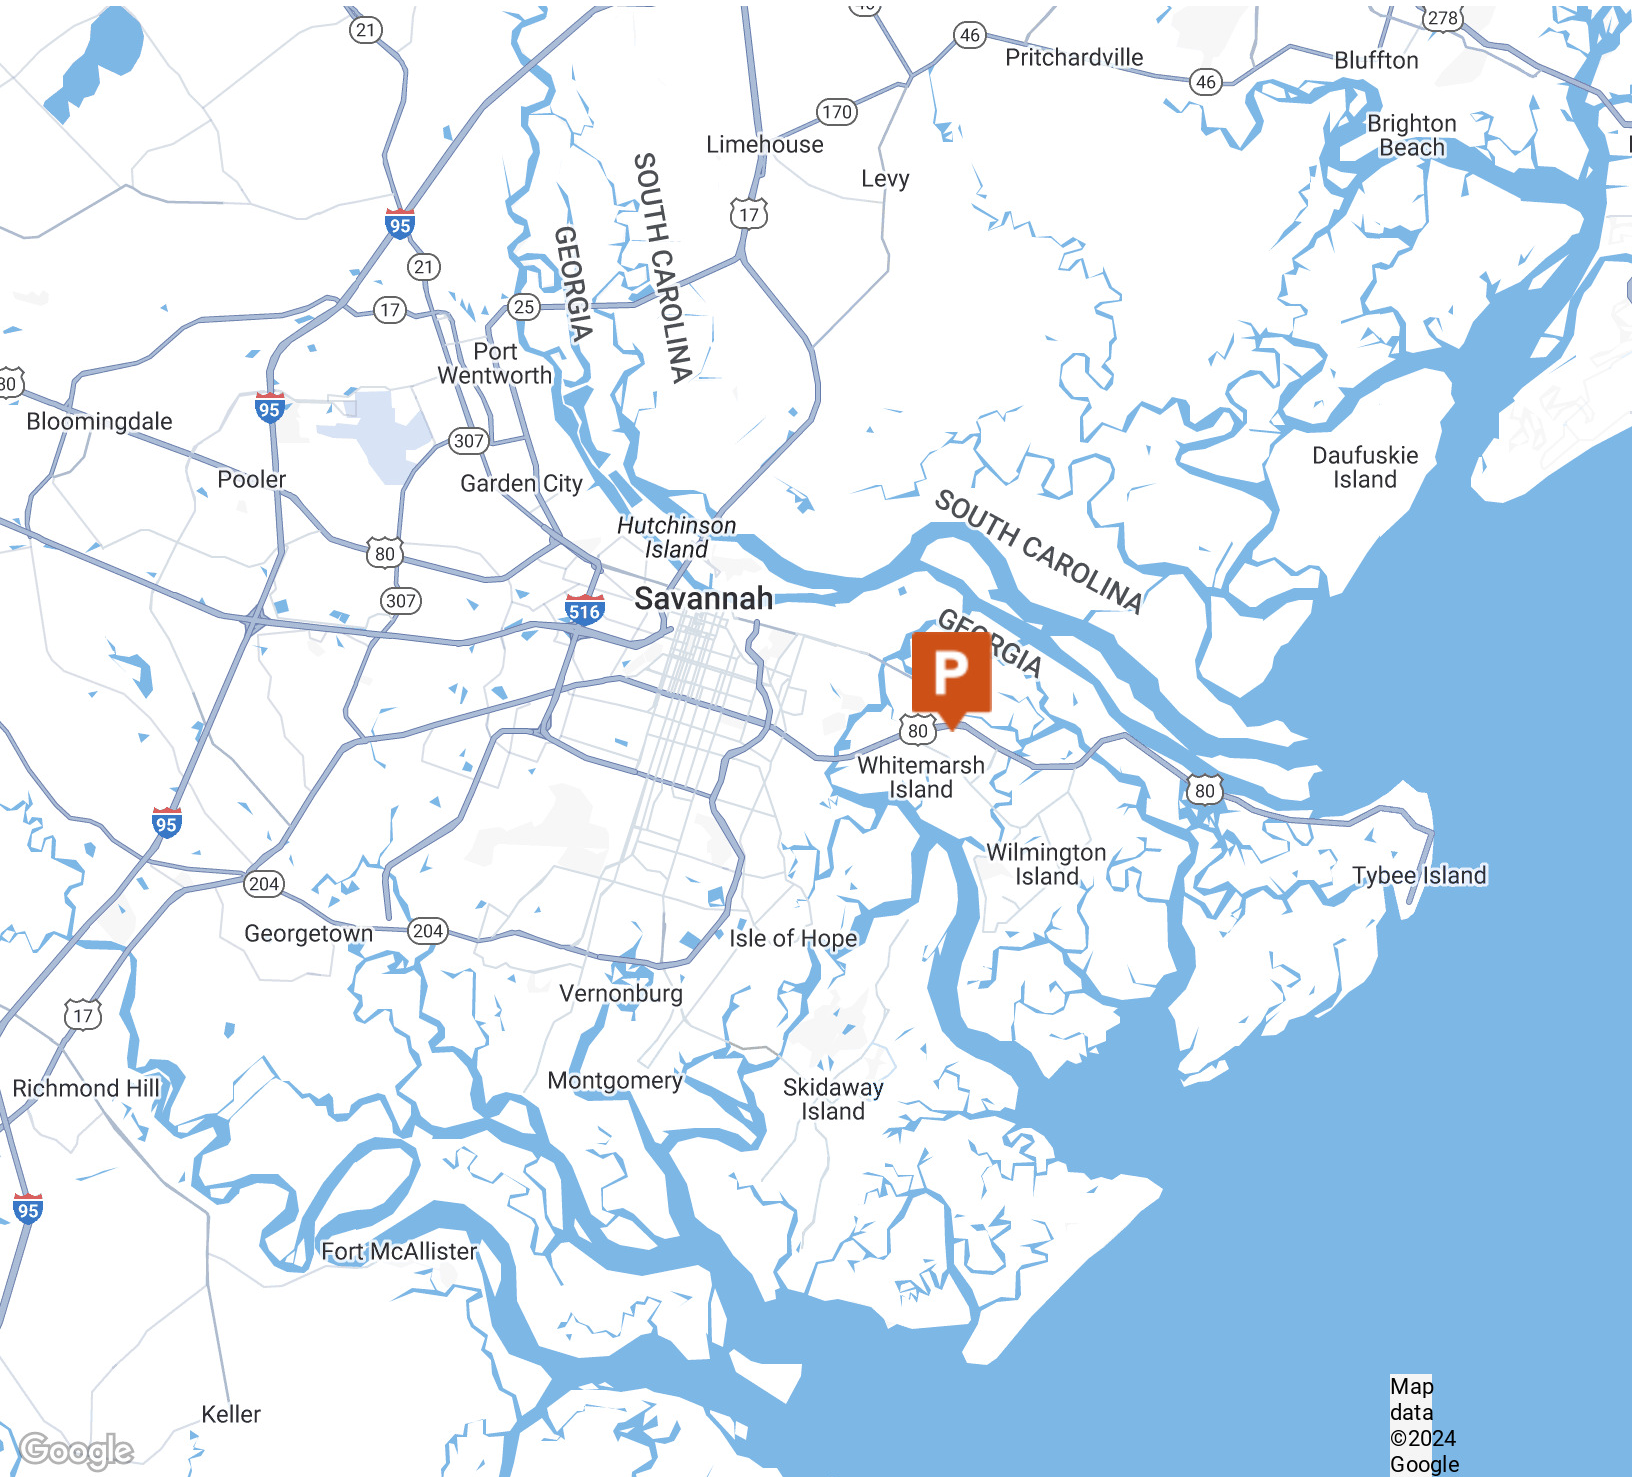 21
46
278
46
Pritchardville
Bluffton
46
170
Brighton
Beach
Limehouse
Levy
SOUTH CAROLINA
17
95
GEORGIA
21
17
25
Port
Wentworth
80
95
Bloomingdale
307
Pooler
Garden City
Daufuskie
Island
SOUTH CAROLINA
Hutchinson
Island
80
307
516
Savannah
GEORGIA
P
80
Whitemarsh
Island
80
95
Wilmington
Island
Tybee Island
204
Georgetown
204
Isle of Hope
Vernonburg
17
Richmond Hill
Montgomery
Skidaway
Island
95
Fort McAllister
Keller
Google
Map
data
©2024
Google